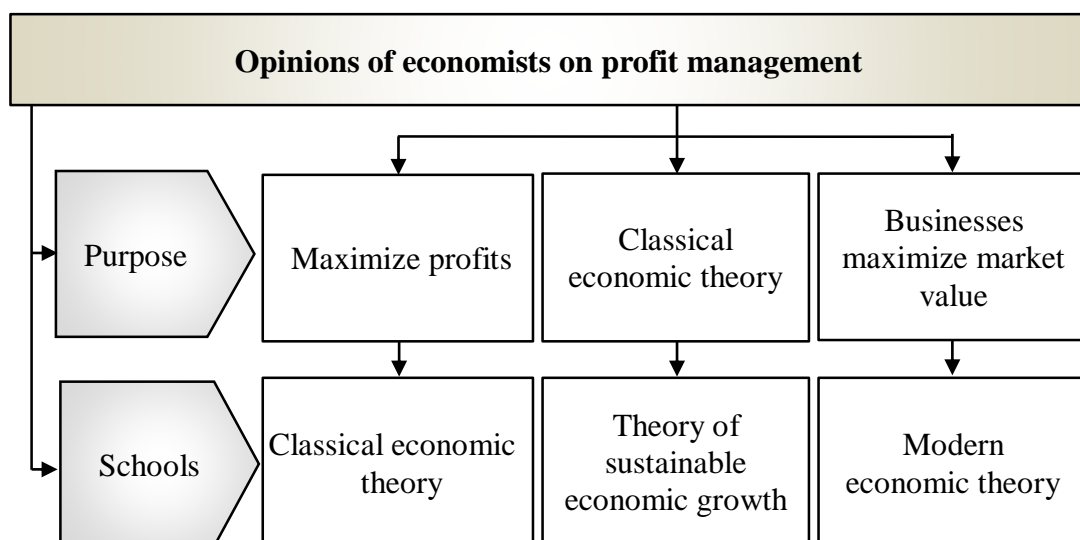 Opinions of economists on profit management
Purpose
Maximize profits
Classical
economic theory
Businesses
maximize market
value
Schools
Classical economic
theory
Theory of
sustainable
economic growth
Modern
economic theory